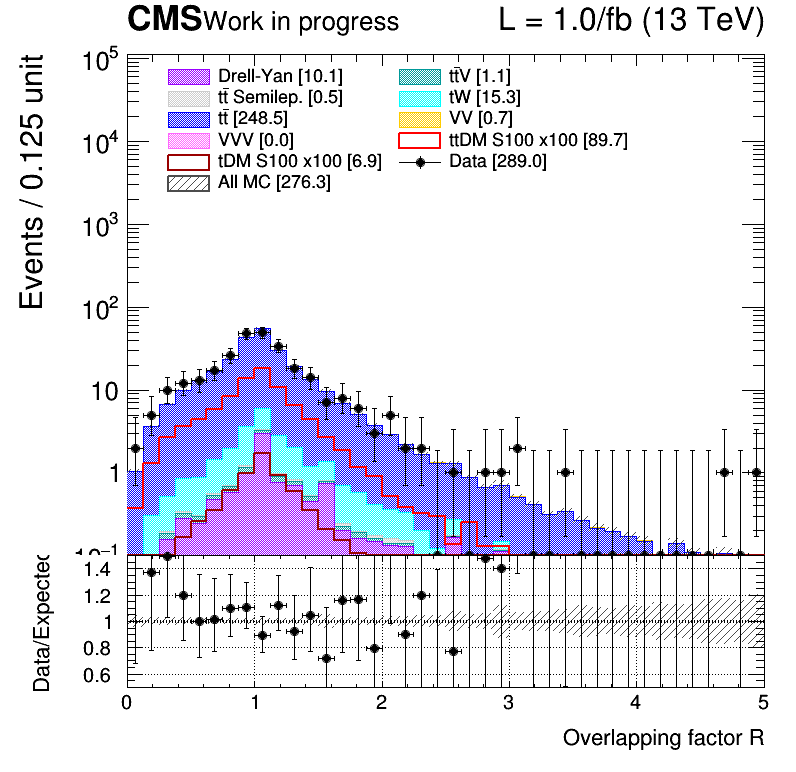 CMS Work in progress L = 1.0/fb (13 TeV)
Events / 0.125 unit
10^5
10^4
10^3
10^2
10
1
10^-1
Drell-Yan [10.1]
tt̄V [1.1]
tt̄ Semilep. [0.5]
tW [15.3]
tt̄ [248.5]
VV [0.7]
VVV [0.0]
ttDM S100 x100 [89.7]
tDM S100 x100 [6.9]
Data [289.0]
All MC [276.3]
Data/Expected
1.4
1.2
1
0.8
0.6
0 1 2 3 4 5
Overlapping factor R